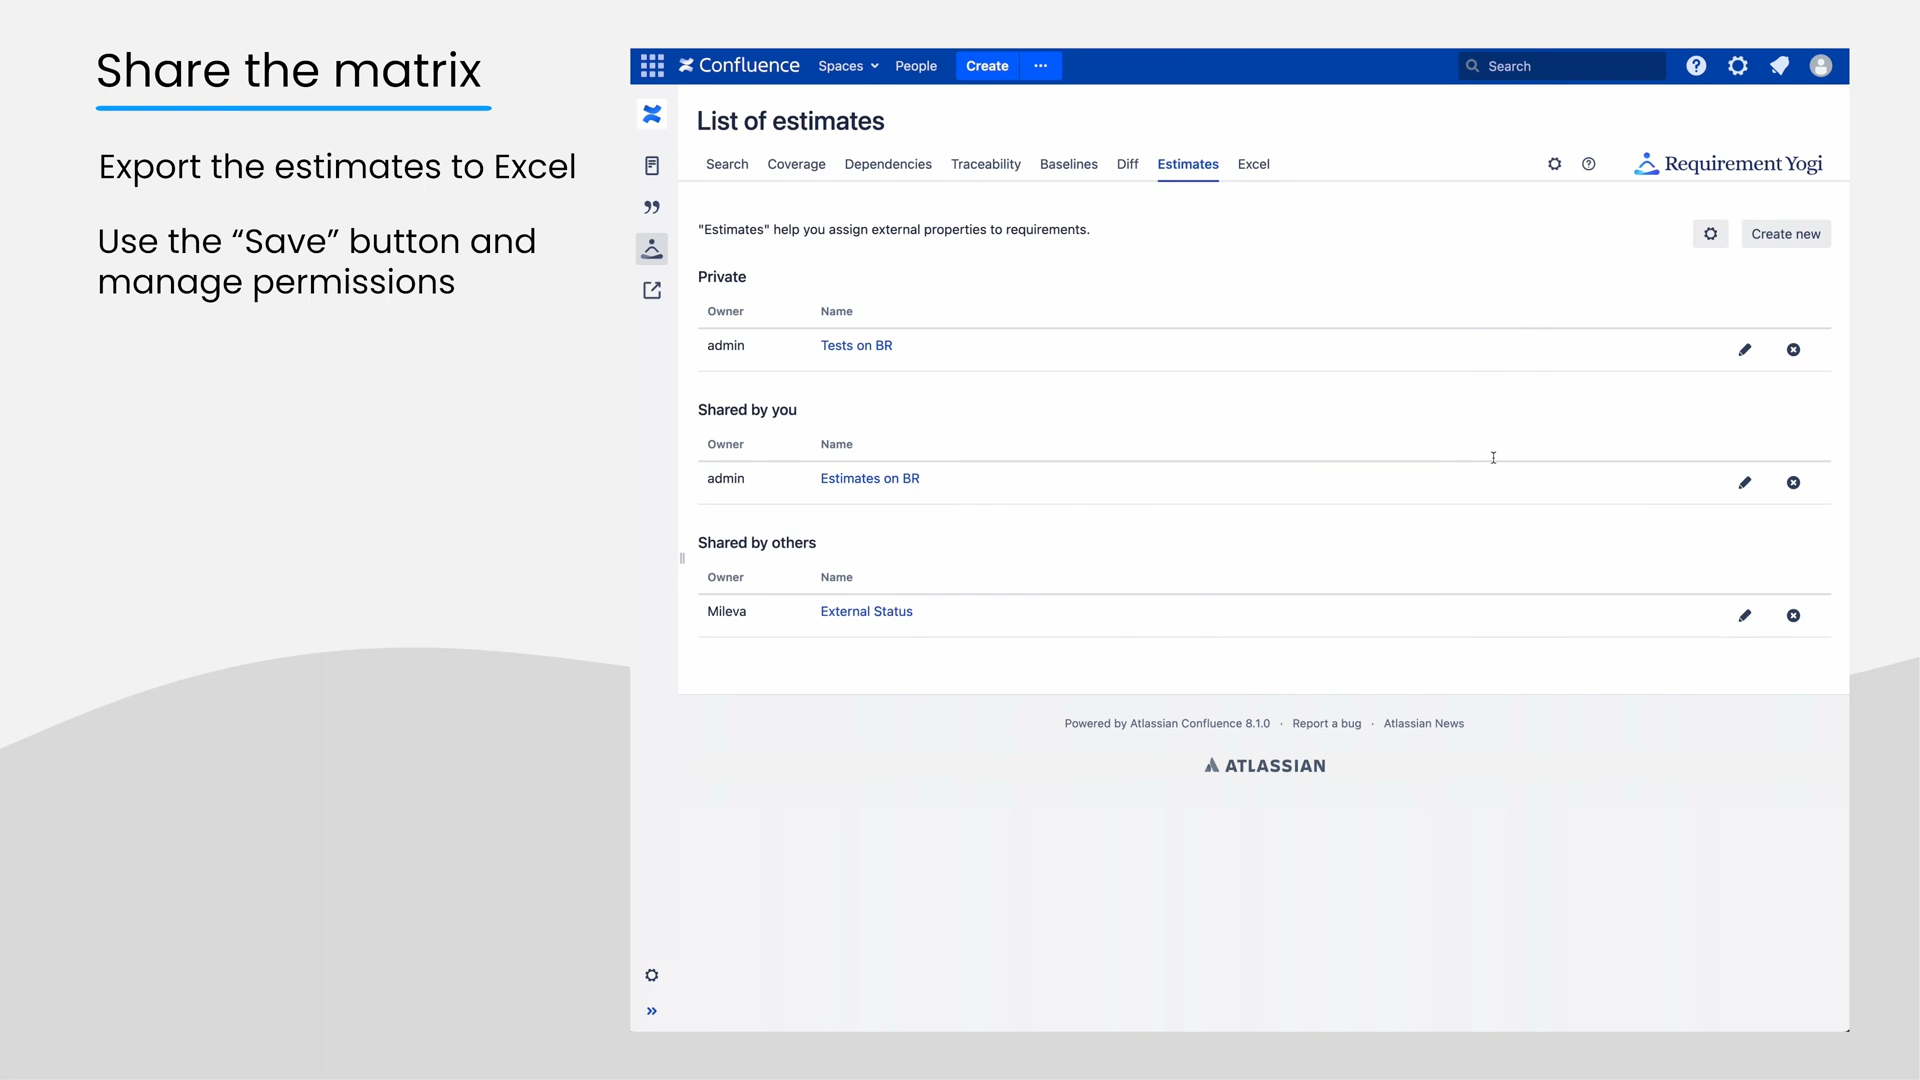 Share the matrix
Export the estimates to Excel
Use the “Save” button and
manage permissions
Confluence Spaces People Create ··· Search
List of estimates
Search Coverage Dependencies Traceability Baselines Diff Estimates Excel Requirement Yogi
"Estimates" help you assign external properties to requirements. Create new
Private
Owner Name
admin Tests on BR
Shared by you
Owner Name
admin Estimates on BR
Shared by others
Owner Name
Mileva External Status
Powered by Atlassian Confluence 8.1.0 · Report a bug · Atlassian News
ATLASSIAN